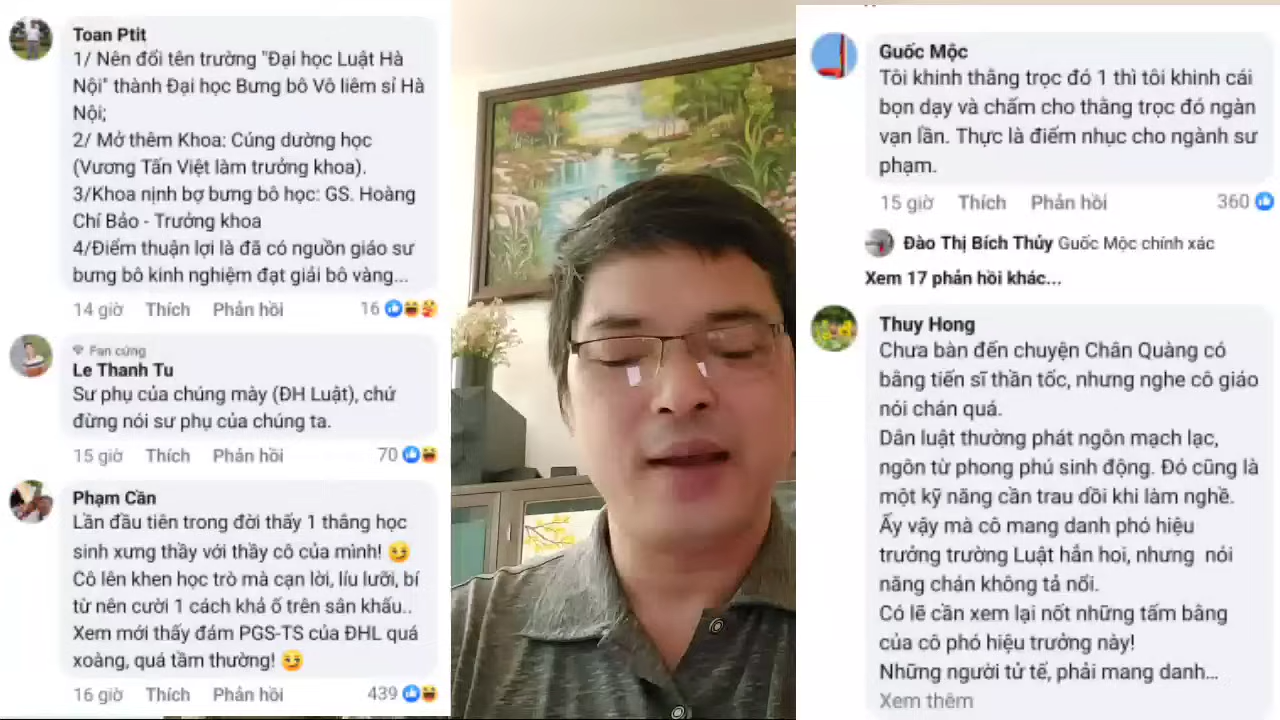 Toan Ptit
1/ Nên đổi tên trường "Đại học Luật Hà
Nội" thành Đại học Bưng bô Vô liêm sỉ Hà
Nội;
2/ Mở thêm Khoa: Cúng dường học
(Vương Tấn Việt làm trưởng khoa).
3/Khoa nịnh bợ bưng bô học: GS. Hoàng
Chí Bảo - Trưởng khoa
4/Điểm thuận lợi là đã có nguồn giáo sư
bưng bô kinh nghiệm đạt giải bô vàng...
14 giờ Thích Phản hồi 16
Fan cứng
Le Thanh Tu
Sư phụ của chúng mày (ĐH Luật), chứ
đừng nói sư phụ của chúng ta.
15 giờ Thích Phản hồi 70
Phạm Cần
Lần đầu tiên trong đời thấy 1 thằng học
sinh xưng thầy với thầy cô của mình! 😏
Cô lên khen học trò mà cạn lời, líu lưỡi, bí
từ nên cười 1 cách khả ố trên sân khấu..
Xem mới thấy đám PGS-TS của ĐHL quá
xoàng, quá tầm thường! 😏
16 giờ Thích Phản hồi 439
Guốc Mộc
Tôi khinh thằng trọc đó 1 thì tôi khinh cái
bọn dạy và chấm cho thằng trọc đó ngàn
vạn lần. Thực là điếm nhục cho ngành sư
phạm.
15 giờ Thích Phản hồi 360
Đào Thị Bích Thủy Guốc Mộc chính xác
Xem 17 phản hồi khác...
Thuy Hong
Chưa bàn đến chuyện Chân Quàng có
bằng tiến sĩ thần tốc, nhưng nghe cô giáo
nói chán quá.
Dân luật thường phát ngôn mạch lạc,
ngôn từ phong phú sinh động. Đó cũng là
một kỹ năng cần trau dồi khi làm nghề.
Ấy vậy mà cô mang danh phó hiệu
trưởng trường Luật hẳn hoi, nhưng nói
năng chán không tả nổi.
Có lẽ cần xem lại nốt những tấm bằng
của cô phó hiệu trưởng này!
Những người tử tế, phải mang danh...
Xem thêm